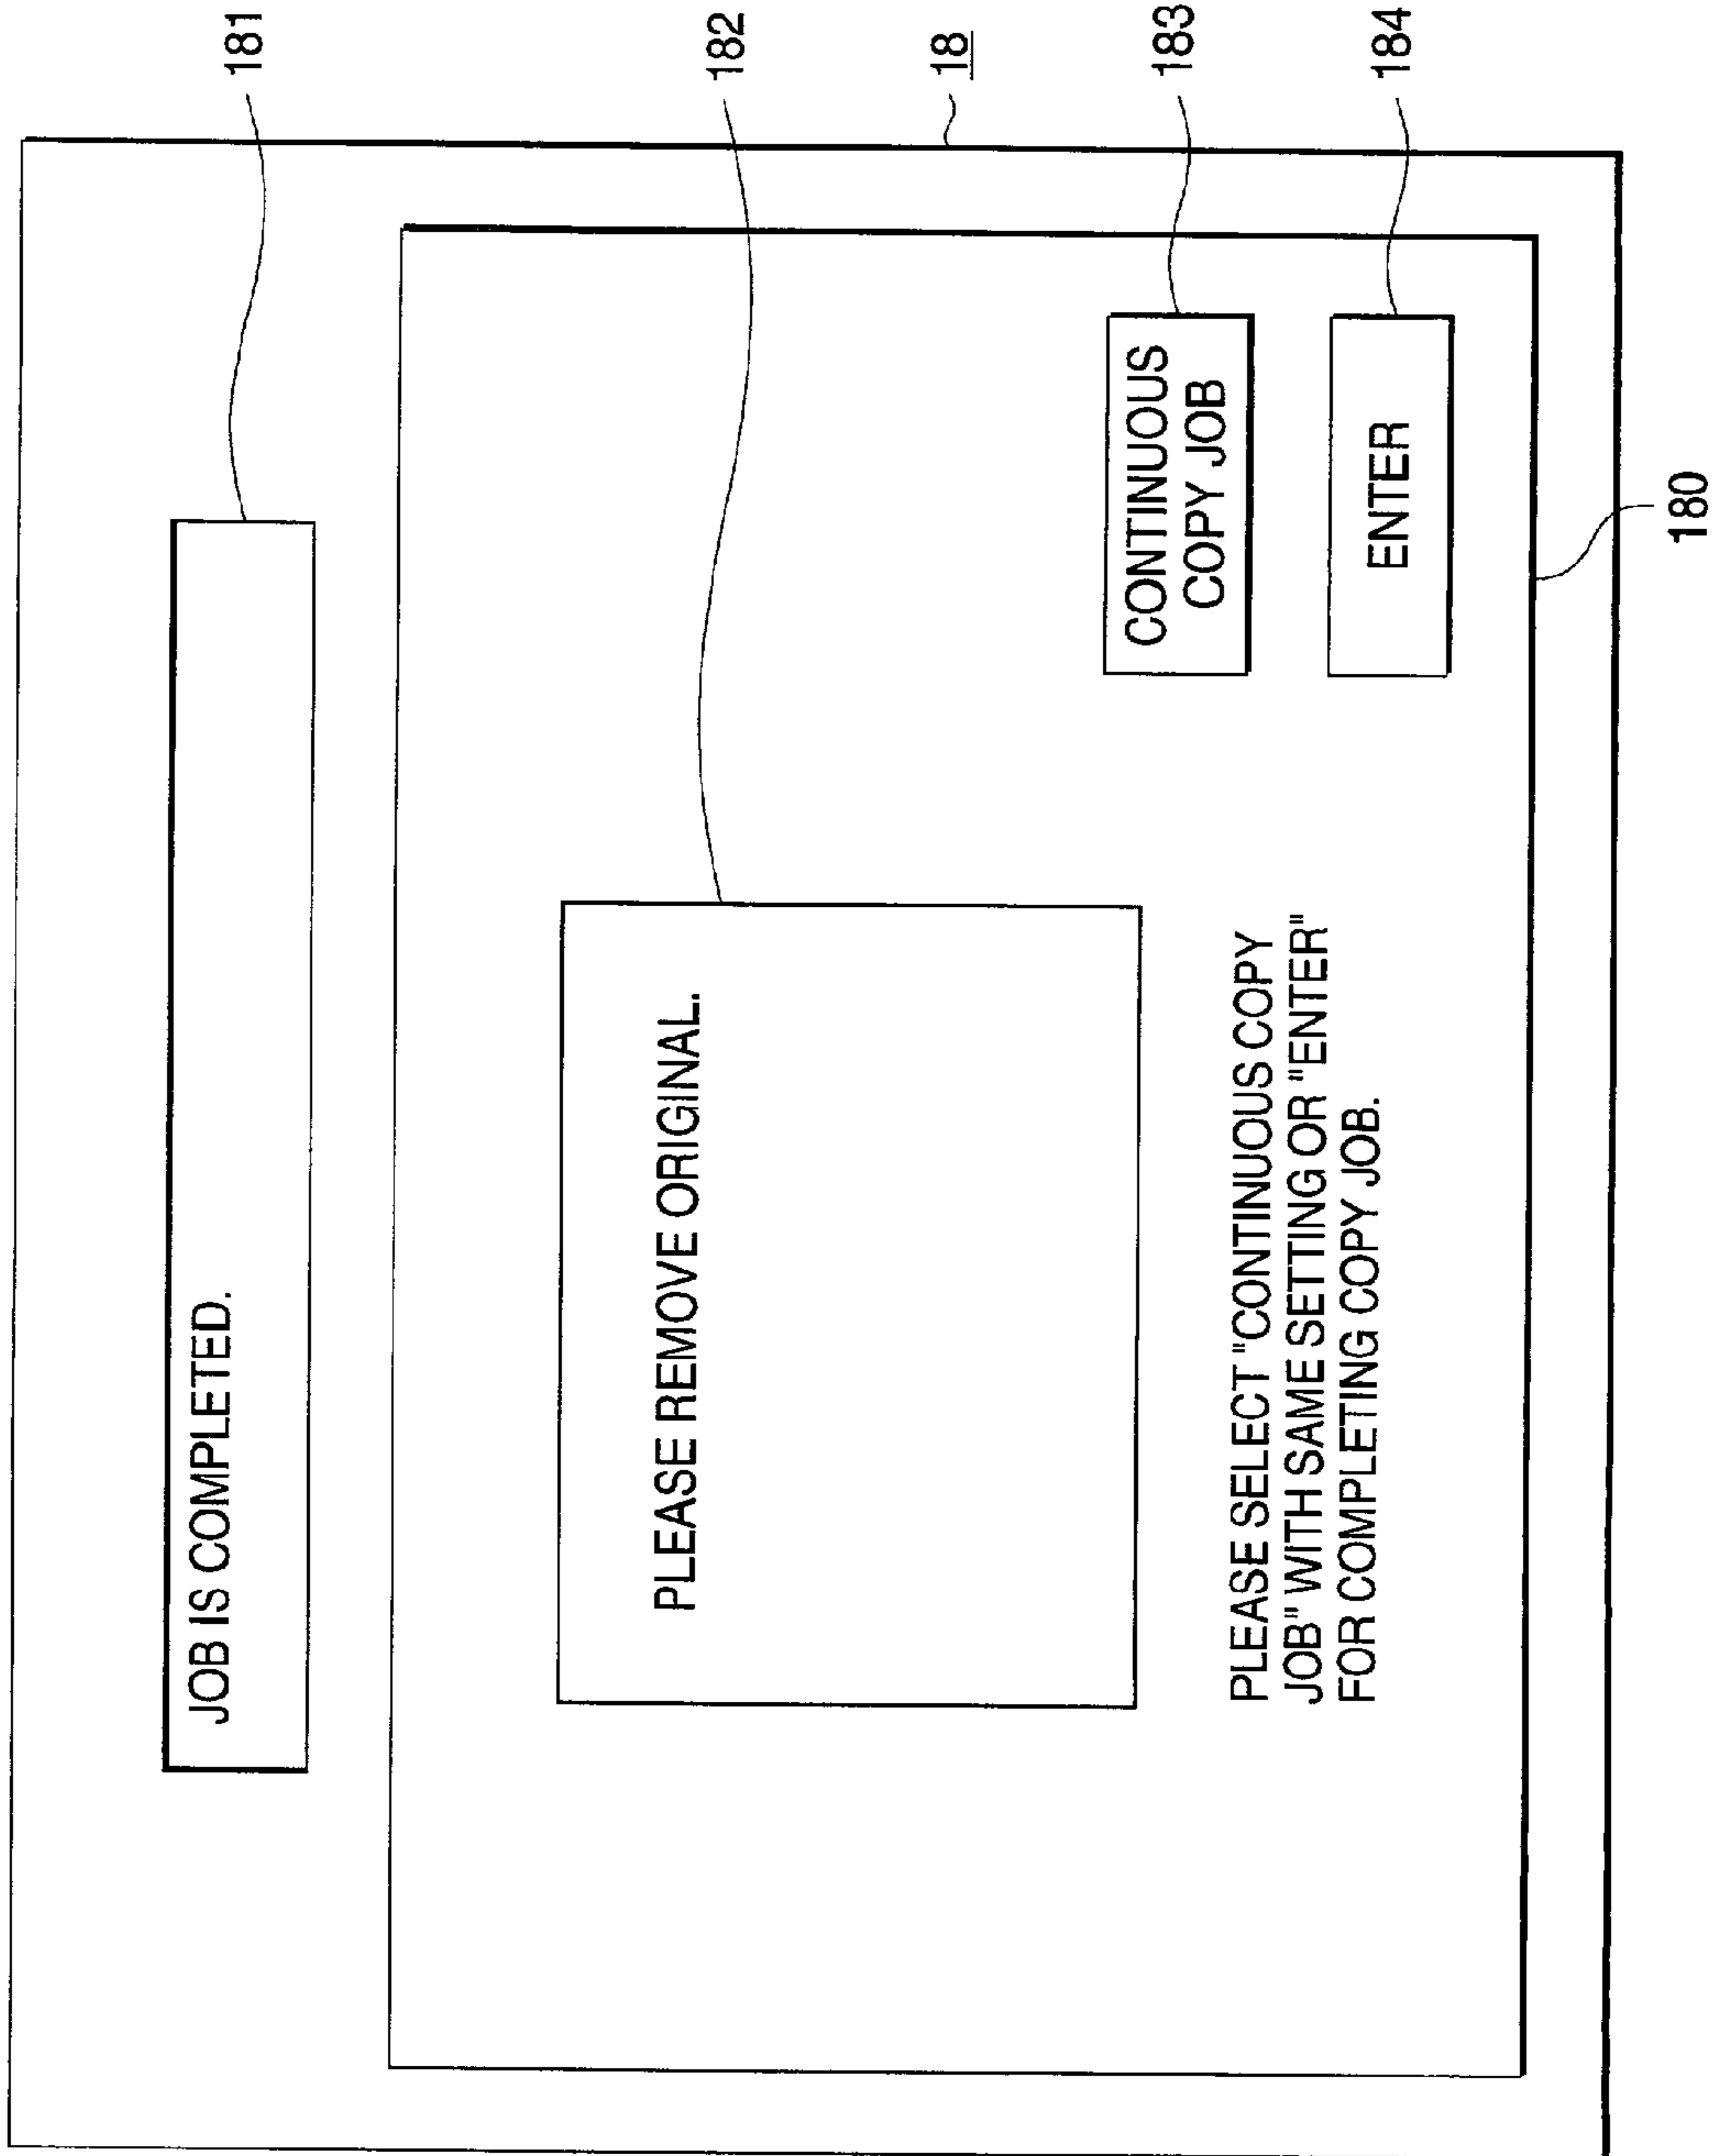 JOB IS COMPLETED.
181
PLEASE REMOVE ORIGINAL.
182
18
PLEASE SELECT "CONTINUOUS COPY
JOB" WITH SAME SETTING OR "ENTER"
FOR COMPLETING COPY JOB.
CONTINUOUS
COPY JOB
183
ENTER
184
180